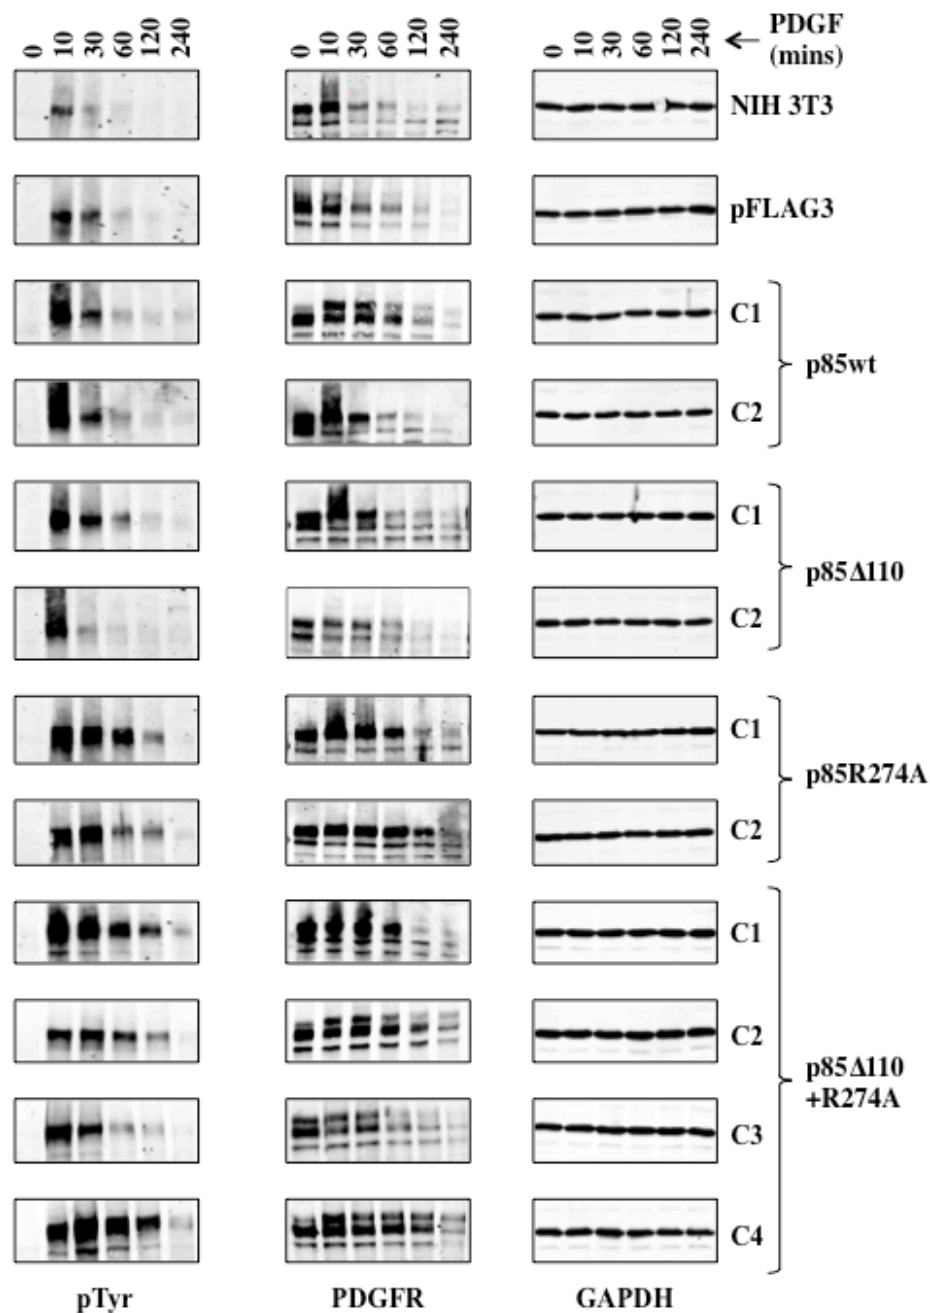 0 10 30 60 120 240 0 10 30 60 120 240 0 10 30 60 120 240 ← PDGF
(mins)
NIH 3T3
pFLAG3
C1
p85wt
C2
C1
p85Δ110
C2
C1
p85R274A
C2
C1
C2
p85Δ110
+R274A
C3
C4
pTyr PDGFR GAPDH